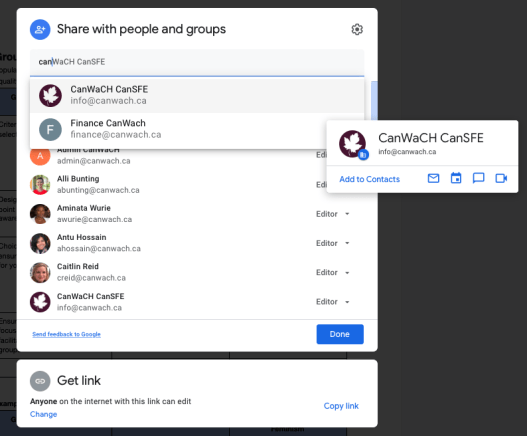 Share with people and groups
canWaCH CanSFE
CanWaCH CanSFE
info@canwach.ca
F
Finance CanWach
finance@canwach.ca
A
Admin CanWaCH
admin@canwach.ca
Alli Bunting
abunting@canwach.ca
Aminata Wurie
awurie@canwach.ca
Editor
Antu Hossain
ahossain@canwach.ca
Editor
Caitlin Reid
creid@canwach.ca
Editor
CanWaCH CanSFE
info@canwach.ca
Editor
Send feedback to Google
Done
CanWaCH CanSFE
info@canwach.ca
Add to Contacts
Get link
Anyone on the internet with this link can edit
Change
Copy link